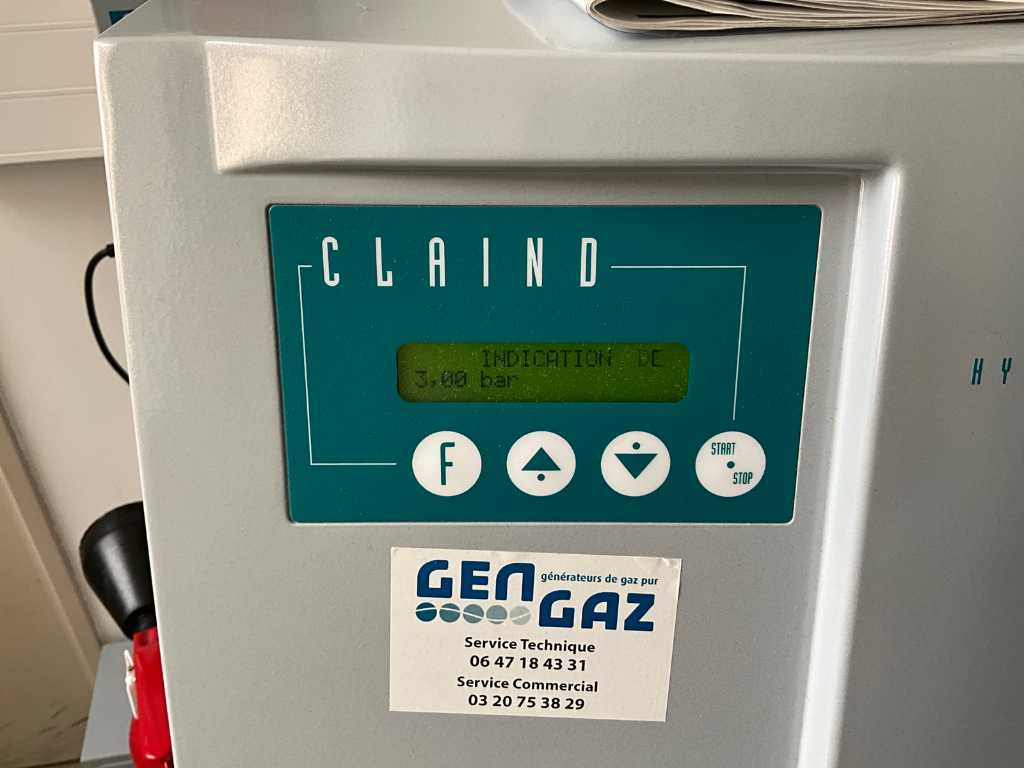 CLAIND
INDICATION DE
3,00 bar
F
START
STOP
HY
GEN
générateurs de gaz pur
GAZ
Service Technique
06 47 18 43 31
Service Commercial
03 20 75 38 29